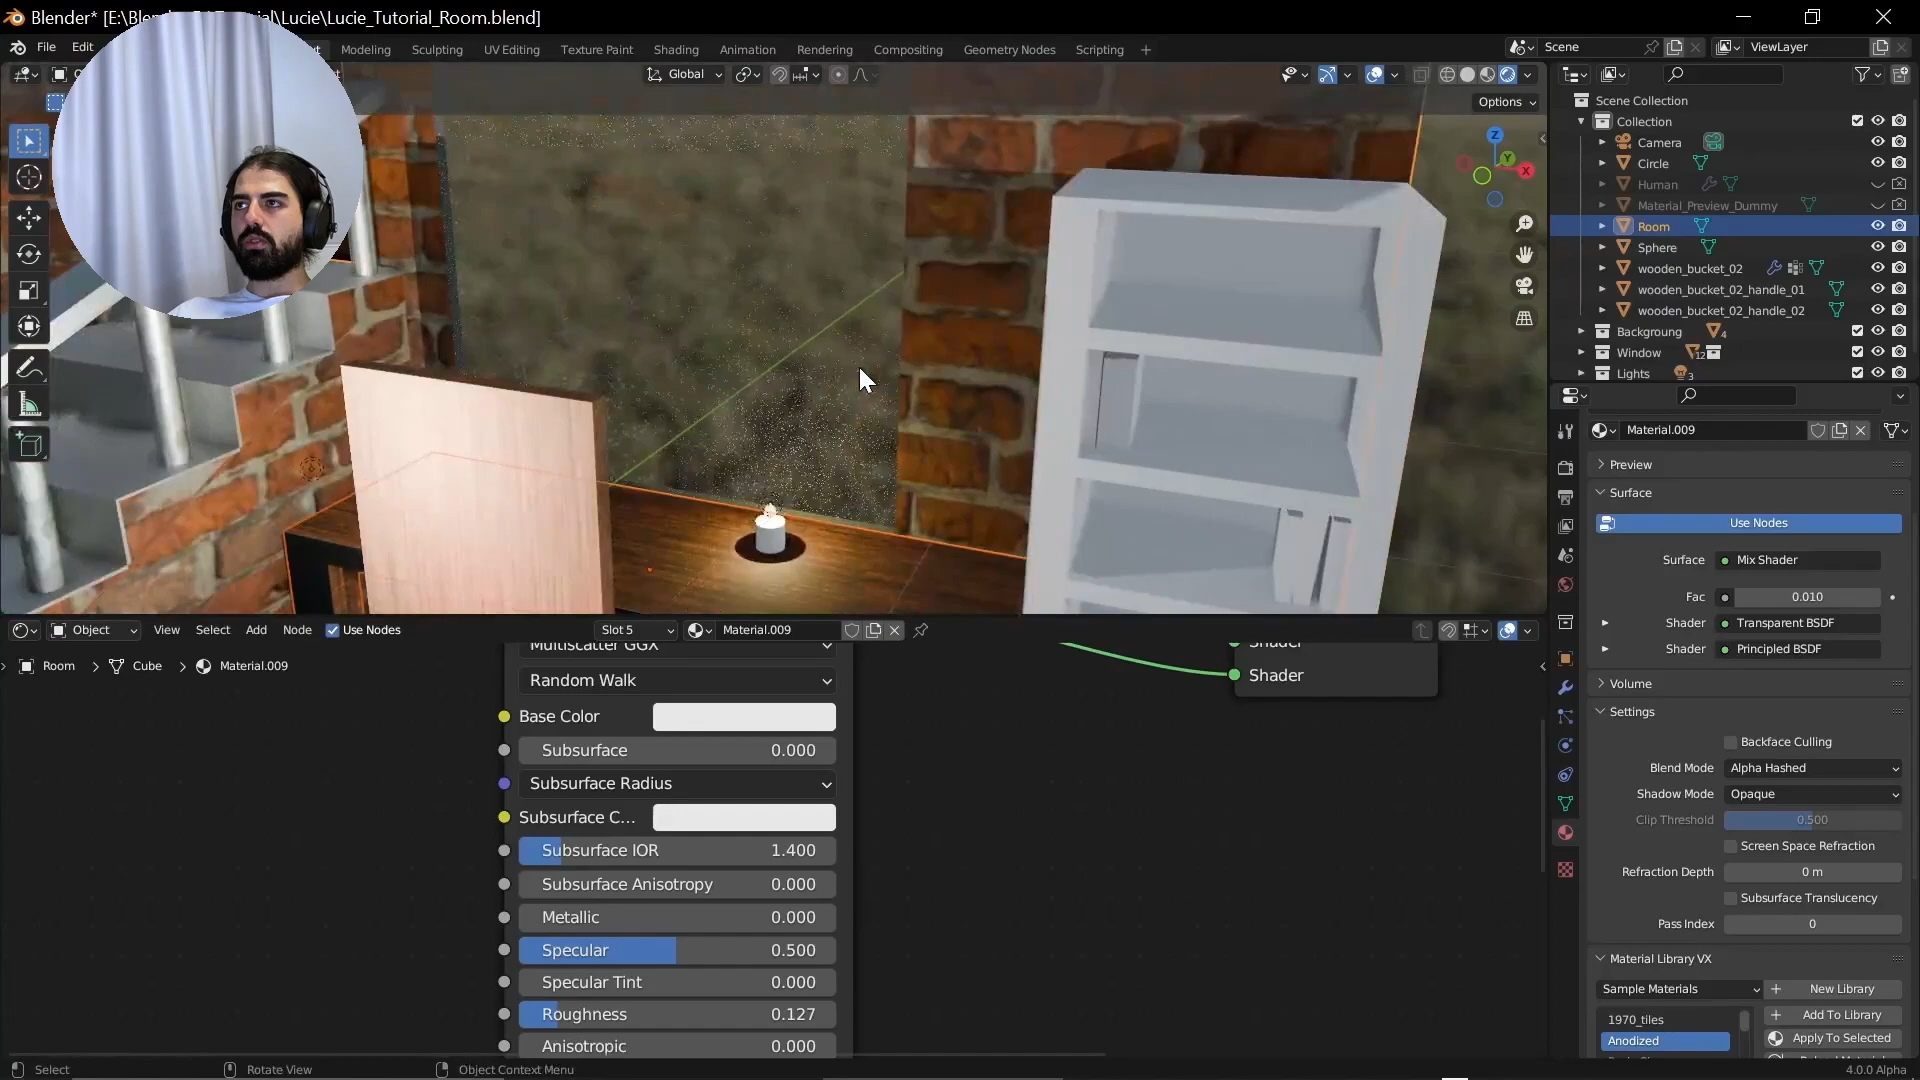 Blender* [E:\Blender
\Lucie\Lucie_Tutorial_Room.blend]
File Edit
Modeling Sculpting UV Editing Texture Paint Shading Animation Rendering Compositing Geometry Nodes Scripting +
Scene
ViewLayer
Global
Options
Z
Y
X
Scene Collection
Collection
Camera
Circle
Human
Material_Preview_Dummy
Room
Sphere
wooden_bucket_02
wooden_bucket_02_handle_01
wooden_bucket_02_handle_02
Backgroung 4
Window 12
Lights 3
Material.009
Preview
Surface
Use Nodes
Surface Mix Shader
Fac 0.010
Shader Transparent BSDF
Shader Principled BSDF
Volume
Settings
Backface Culling
Blend Mode Alpha Hashed
Shadow Mode Opaque
Clip Threshold 0.500
Screen Space Refraction
Refraction Depth 0 m
Subsurface Translucency
Pass Index 0
Material Library VX
Sample Materials + New Library
1970_tiles + Add To Library
Anodized Apply To Selected
Object View Select Add Node Use Nodes Slot 5 Material.009
Room > Cube > Material.009
Multiscatter GGX
Random Walk
Base Color
Subsurface 0.000
Subsurface Radius
Subsurface C...
Subsurface IOR 1.400
Subsurface Anisotropy 0.000
Metallic 0.000
Specular 0.500
Specular Tint 0.000
Roughness 0.127
Anisotropic 0.000
Shader
Shader
Select Rotate View Object Context Menu 4.0.0 Alpha